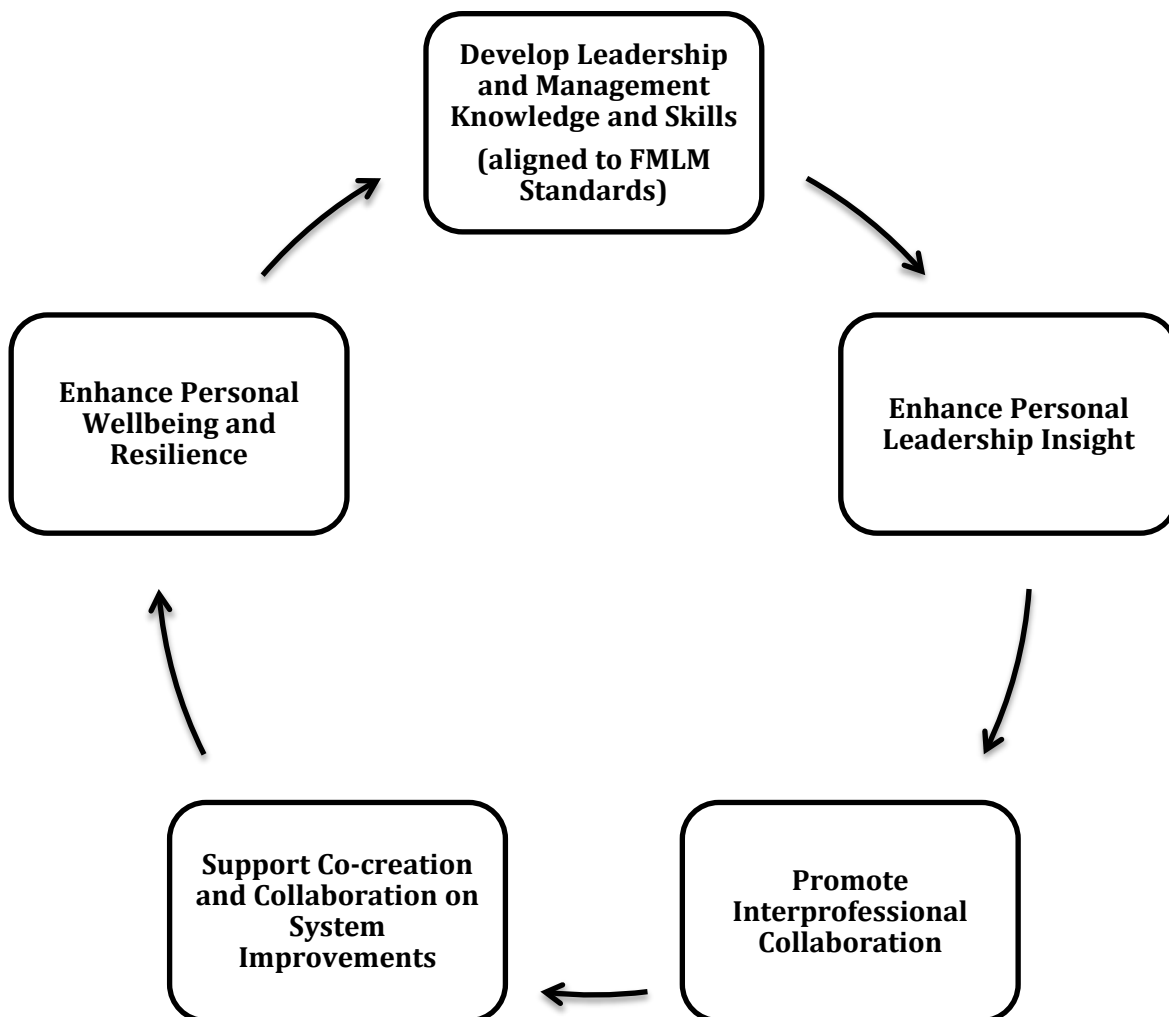 Develop Leadership
and Management
Knowledge and Skills
(aligned to FMLM
Standards)
Enhance Personal
Leadership Insight
Promote
Interprofessional
Collaboration
Support Co-creation
and Collaboration on
System
Improvements
Enhance Personal
Wellbeing and
Resilience